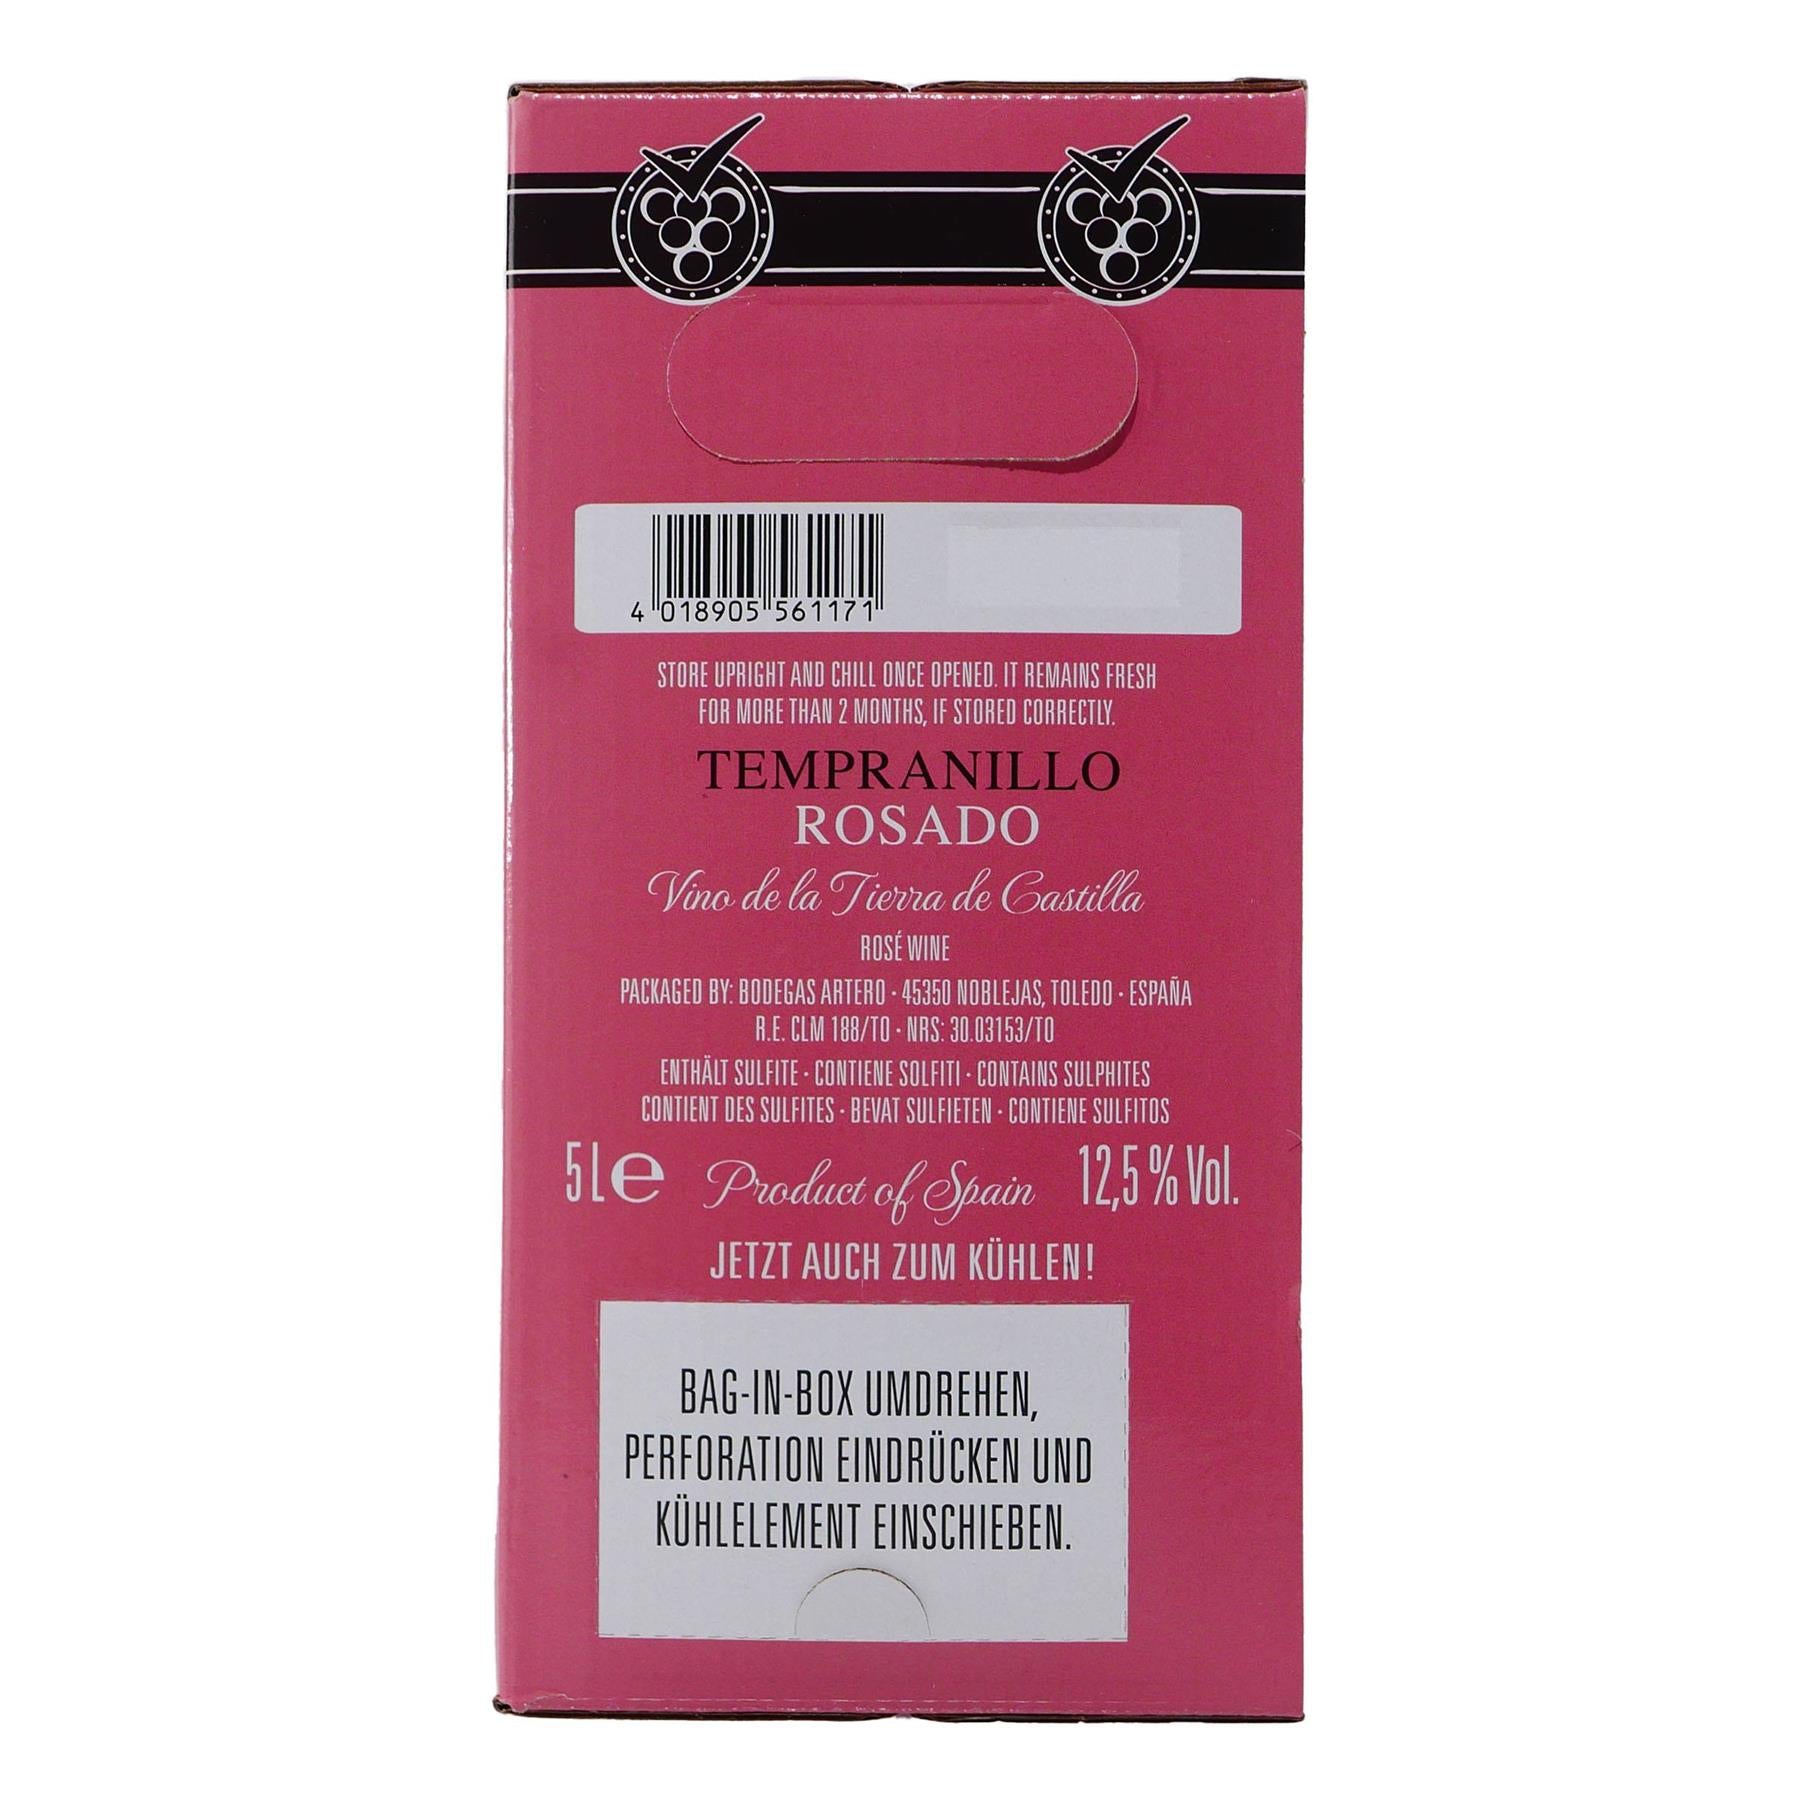 4 018905 561171
STORE UPRIGHT AND CHILL ONCE OPENED. IT REMAINS FRESH
FOR MORE THAN 2 MONTHS, IF STORED CORRECTLY.
TEMPRANILLO
ROSADO
Vino de la Tierra de Castilla
ROSÉ WINE
PACKAGED BY: BODEGAS ARTERO · 45350 NOBLEJAS, TOLEDO · ESPAÑA
R.E. CLM 188/TO · NRS: 30.03153/TO
ENTHÄLT SULFITE · CONTIENE SOLFITI · CONTAINS SULPHITES
CONTIENT DES SULFITES · BEVAT SULFIETEN · CONTIENE SULFITOS
5 L e Product of Spain 12,5 % Vol.
JETZT AUCH ZUM KÜHLEN!
BAG-IN-BOX UMDREHEN,
PERFORATION EINDRÜCKEN UND
KÜHLELEMENT EINSCHIEBEN.